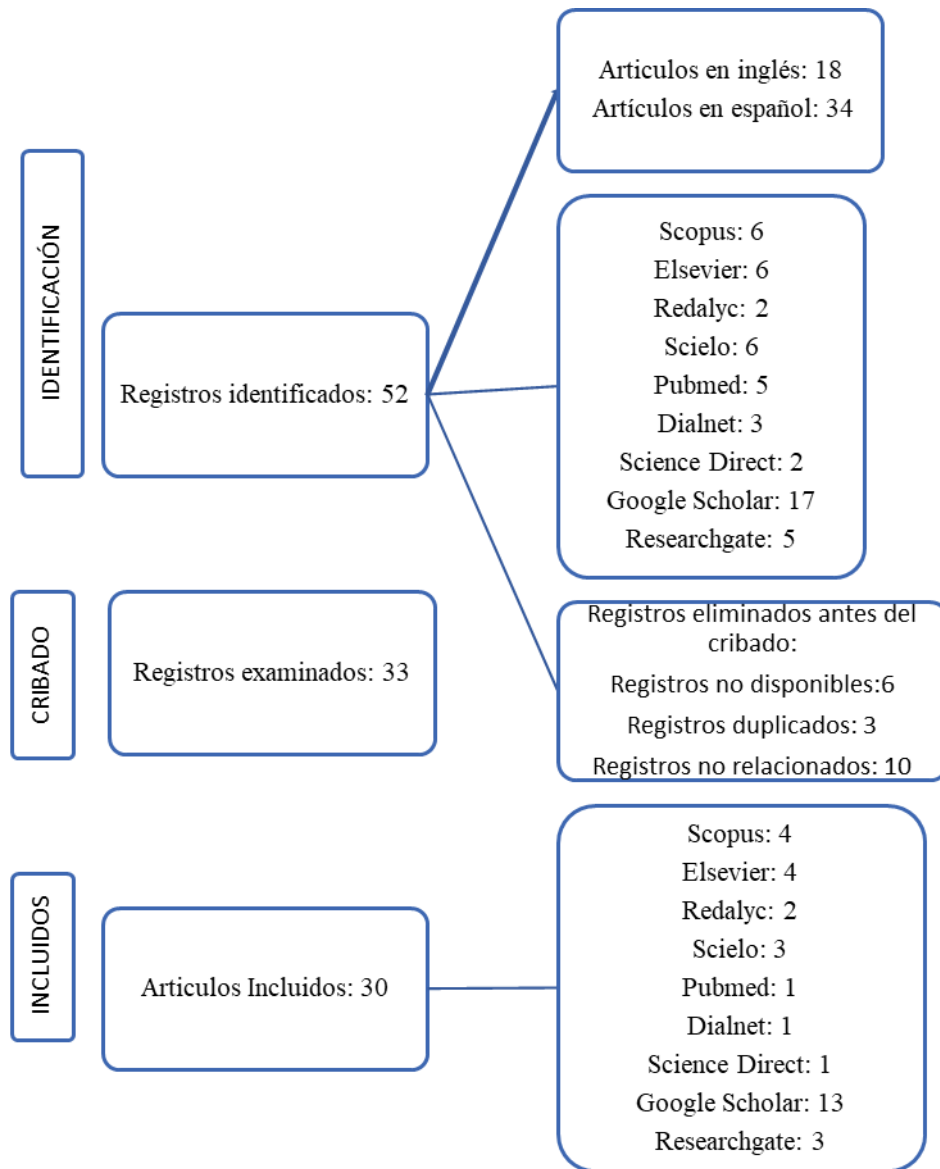 IDENTIFICACIÓN
Registros identificados: 52
Articulos en inglés: 18
Artículos en español: 34
Scopus: 6
Elsevier: 6
Redalyc: 2
Scielo: 6
Pubmed: 5
Dialnet: 3
Science Direct: 2
Google Scholar: 17
Researchgate: 5
Registros eliminados antes del
cribado:
Registros no disponibles:6
Registros duplicados: 3
Registros no relacionados: 10
CRIBADO
Registros examinados: 33
INCLUIDOS
Articulos Incluidos: 30
Scopus: 4
Elsevier: 4
Redalyc: 2
Scielo: 3
Pubmed: 1
Dialnet: 1
Science Direct: 1
Google Scholar: 13
Researchgate: 3